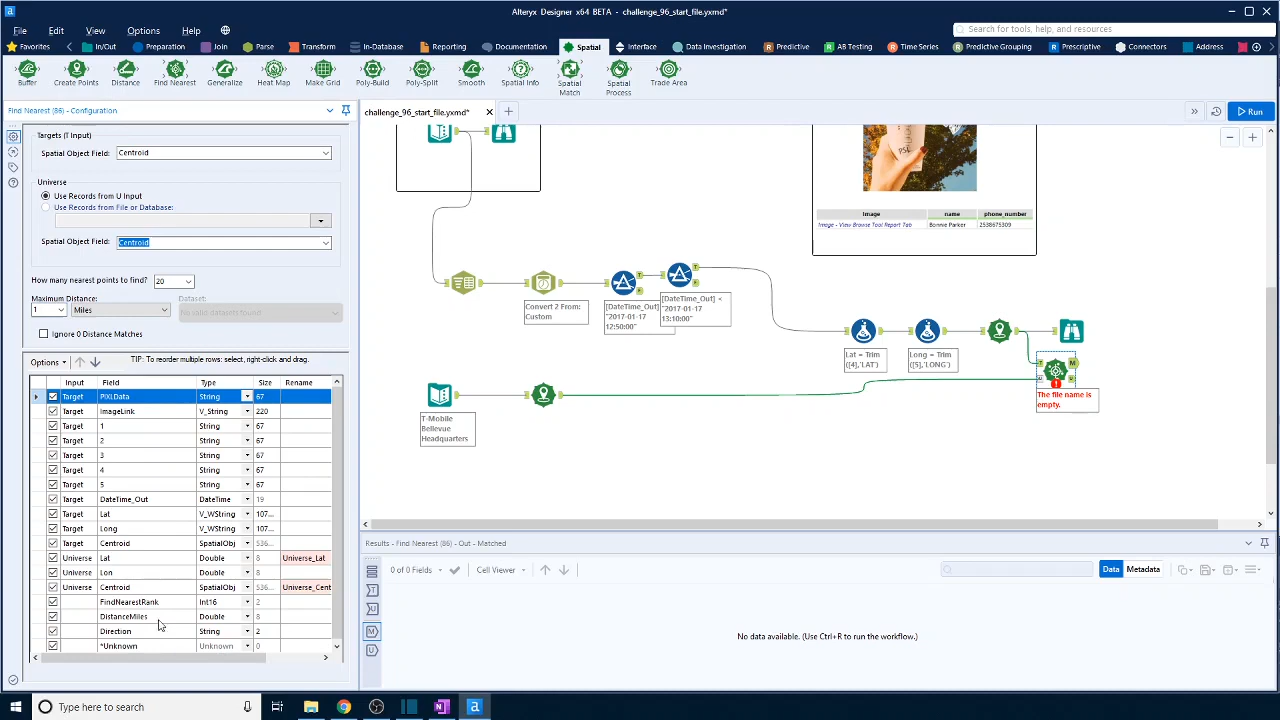 Alteryx Designer x64 BETA - challenge_96_start_file.yxmd*
File Edit View Options Help
Search for tools, help, and resources
Favorites In/Out Preparation Join Parse Transform In-Database Reporting Documentation Spatial Interface Data Investigation Predictive AB Testing Time Series Predictive Grouping Prescriptive Connectors Address
Buffer Create Points Distance Find Nearest Generalize Heat Map Make Grid Poly-Build Poly-Split Smooth Spatial Info Spatial Match Spatial Process Trade Area
Find Nearest (86) - Configuration
challenge_96_start_file.yxmd*
Run
Targets (T Input)
Spatial Object Field: Centroid
Universe
Use Records from U Input
Use Records from File or Database:
Spatial Object Field: Centroid
How many nearest points to find? 20
Maximum Distance: Dataset:
1 Miles No valid datasets found
Ignore 0 Distance Matches
Options TIP: To reorder multiple rows: select, right-click and drag.
Input Field Type Size Rename
PIXLData String 67
Target ImageLink V_String 220
Target 1 String 67
Target 2 String 67
Target 3 String 67
Target 4 String 67
Target 5 String 67
Target DateTime_Out DateTime 19
Target Lat V_WString 107...
Target Long V_WString 107...
Target Centroid SpatialObj 536...
Universe Lat Double 8 Universe_Lat
Universe Lon Double 8
Universe Centroid SpatialObj 536... Universe_Cent
FindNearestRank Int16 2
DistanceMiles Double 8
Direction String 2
*Unknown Unknown 0
PSL
Image name phone_number
Image - View Browse Tool Report Tab Bonnie Parker 2538675309
Convert 2 From:
Custom
[DateTime_Out]
"2017-01-17
12:50:00"
[DateTime_Out] <
"2017-01-17
13:10:00"
Lat = Trim
([4],'LAT')
Long = Trim
([5],'LONG')
The file name is
empty.
T-Mobile
Bellevue
Headquarters
Results - Find Nearest (86) - Out - Matched
0 of 0 Fields Cell Viewer Data Metadata
No data available. (Use Ctrl+R to run the workflow.)
Type here to search